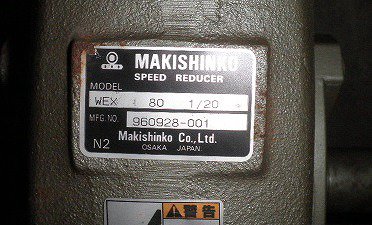 MAKISHINKO
SPEED REDUCER
MODEL
WEX 80 1/20
MFG.NO. 960928-001
Makishinko Co.,Ltd.
N2 OSAKA JAPAN.
警告